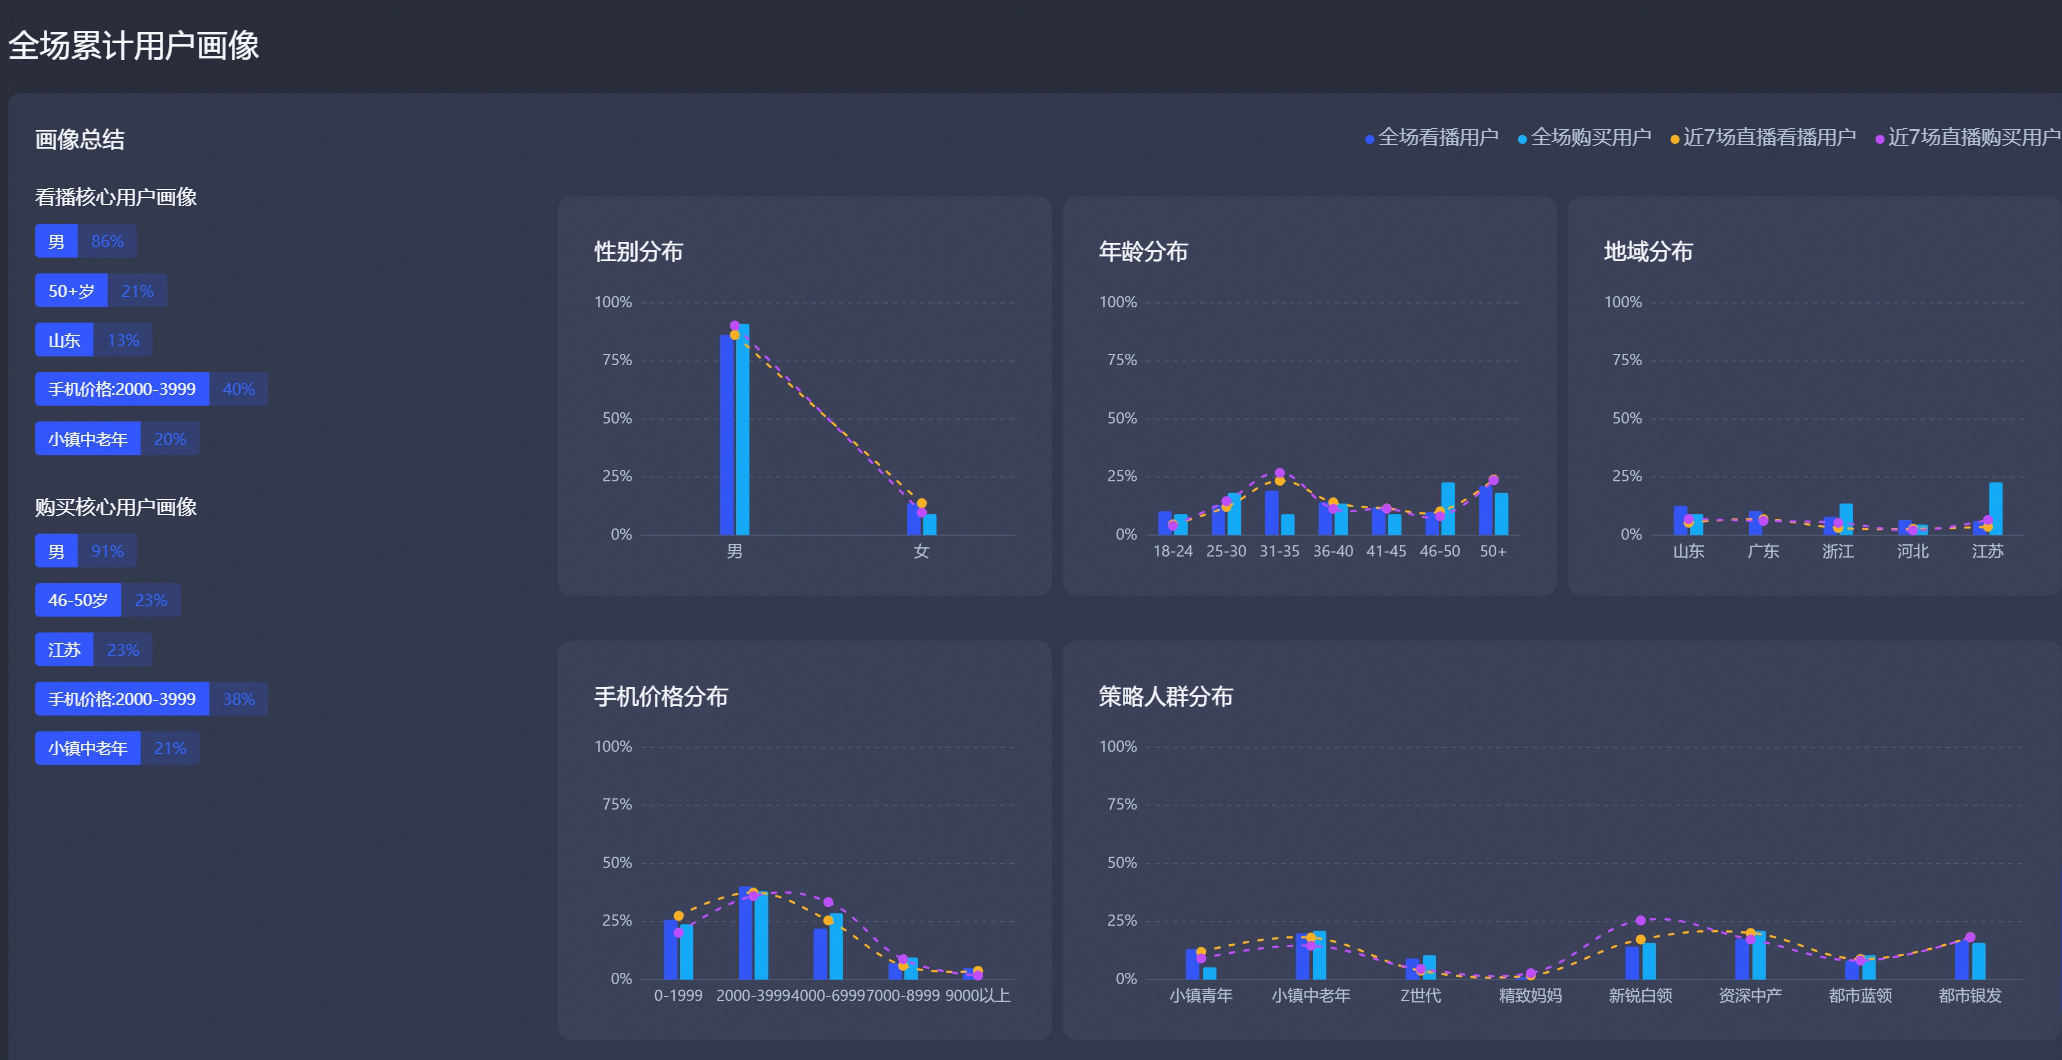 全场累计用户画像
画像总结
全场看播用户 全场购买用户 近7场直播看播用户 近7场直播购买用户
看播核心用户画像
男 86%
50+岁 21%
山东 13%
手机价格:2000-3999 40%
小镇中老年 20%
购买核心用户画像
男 91%
46-50岁 23%
江苏 23%
手机价格:2000-3999 38%
小镇中老年 21%
性别分布
100%
75%
50%
25%
0%
男 女
年龄分布
100%
75%
50%
25%
0%
18-24 25-30 31-35 36-40 41-45 46-50 50+
地域分布
100%
75%
50%
25%
0%
山东 广东 浙江 河北 江苏
手机价格分布
100%
75%
50%
25%
0%
0-1999 2000-3999 4000-6999 7000-8999 9000以上
策略人群分布
100%
75%
50%
25%
0%
小镇青年 小镇中老年 Z世代 精致妈妈 新锐白领 资深中产 都市蓝领 都市银发